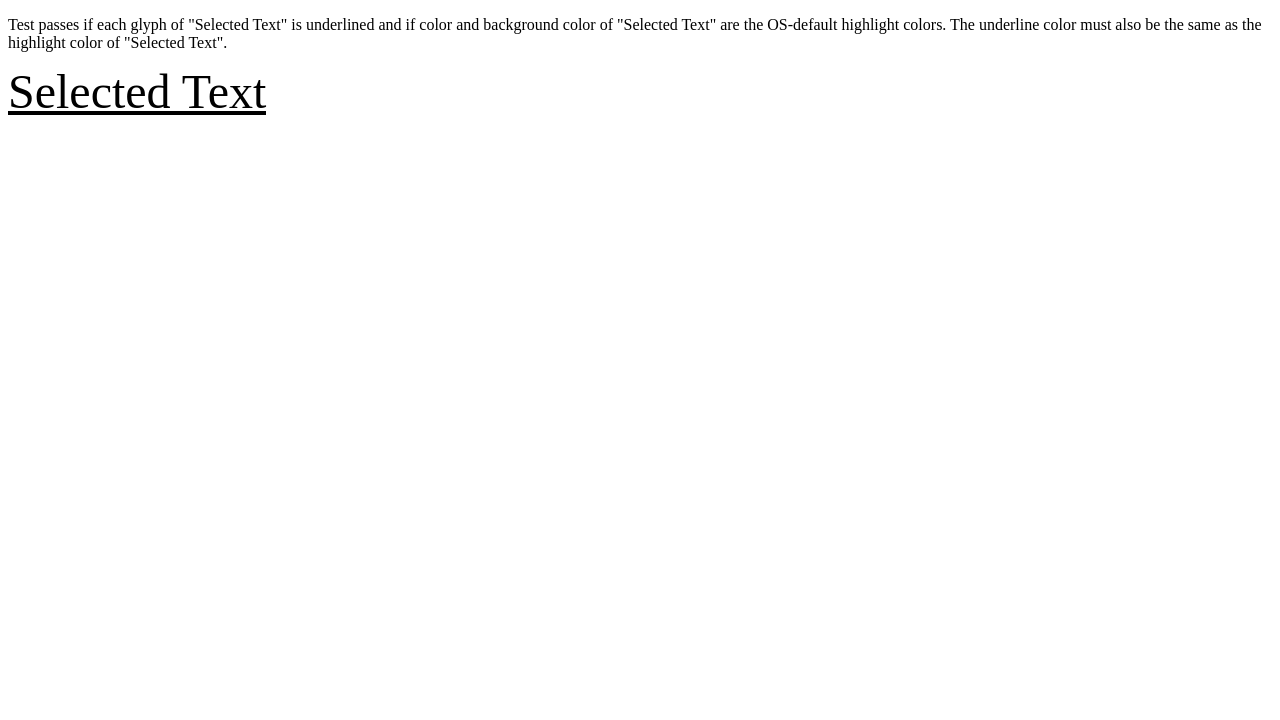 Test passes if each glyph of "Selected Text" is underlined and if color and background color of "Selected Text" are the OS-default highlight colors. The underline color must also be the same as the
highlight color of "Selected Text".
Selected Text